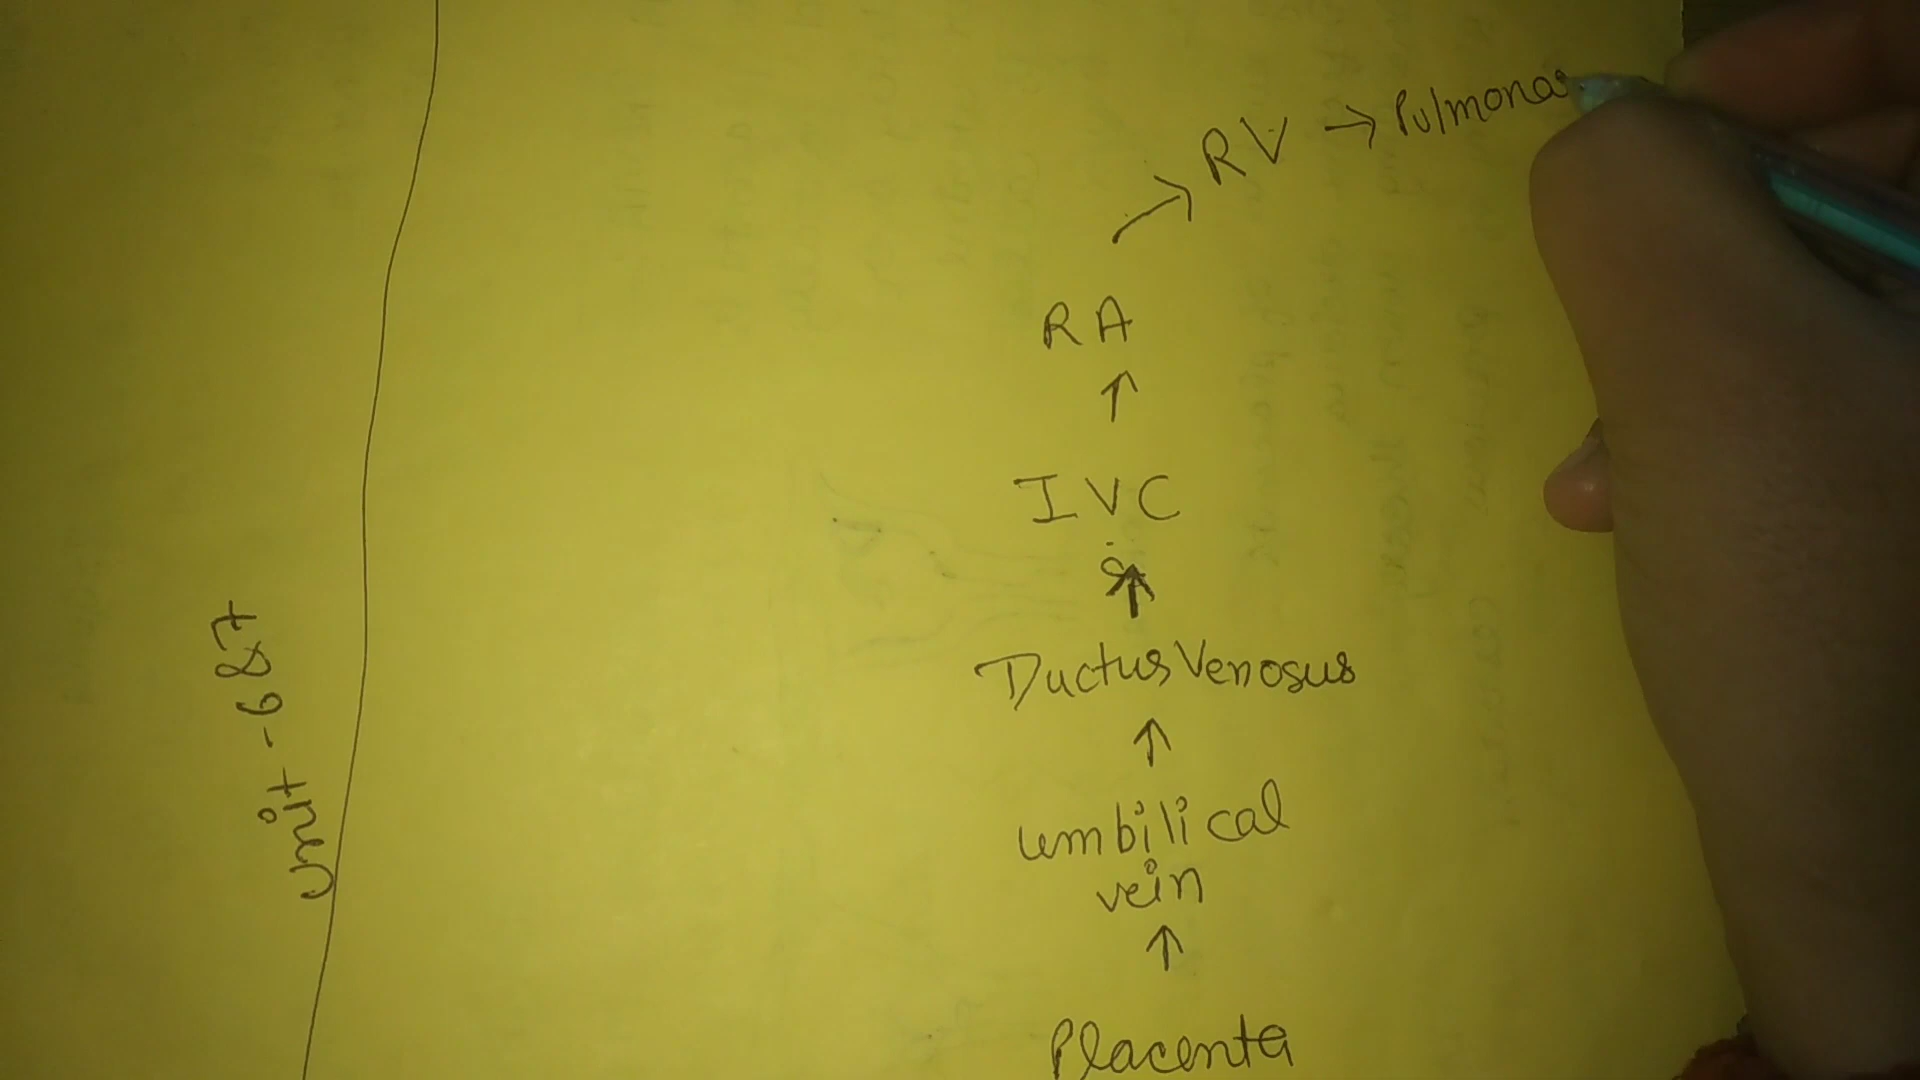 RV → Pulmona
RA
IVC
Ductus Venosus
umbilical
vein
Placenta
Unit - 6 & 7